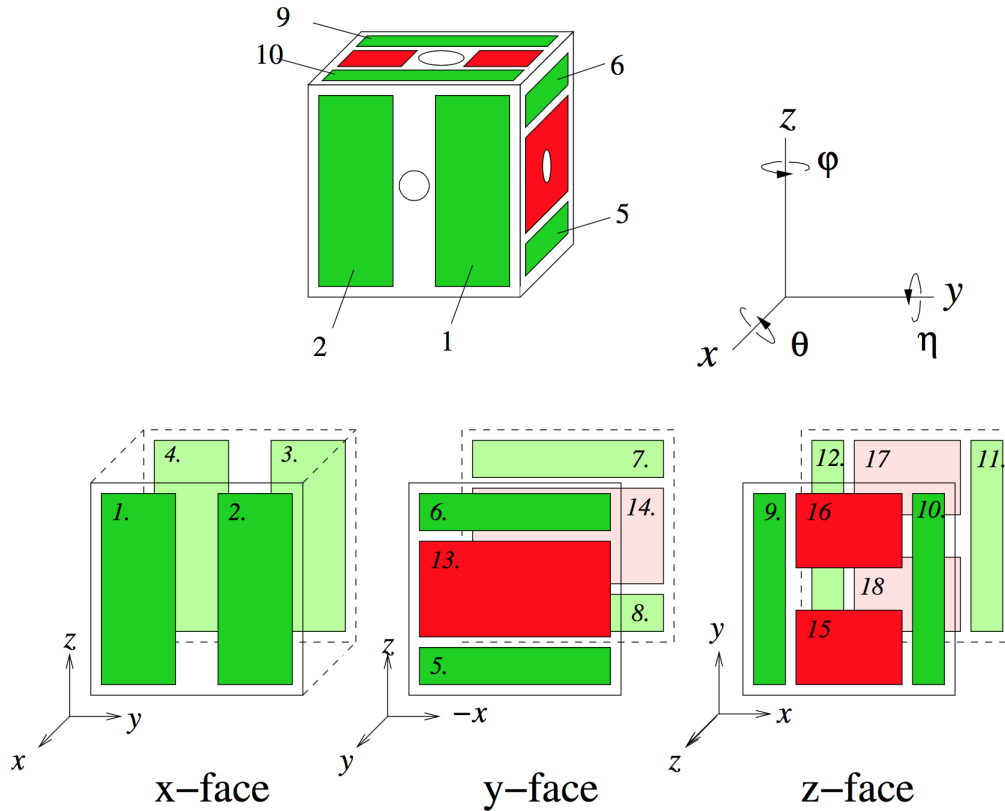 9
10
6
5
2
1
z
φ
y
η
x
θ
4.
3.
1.
2.
z
y
x
x−face
7.
14.
6.
13.
8.
5.
z
−x
y
y−face
12.
17
11.
9.
16
10.
18
15
y
x
z
z−face